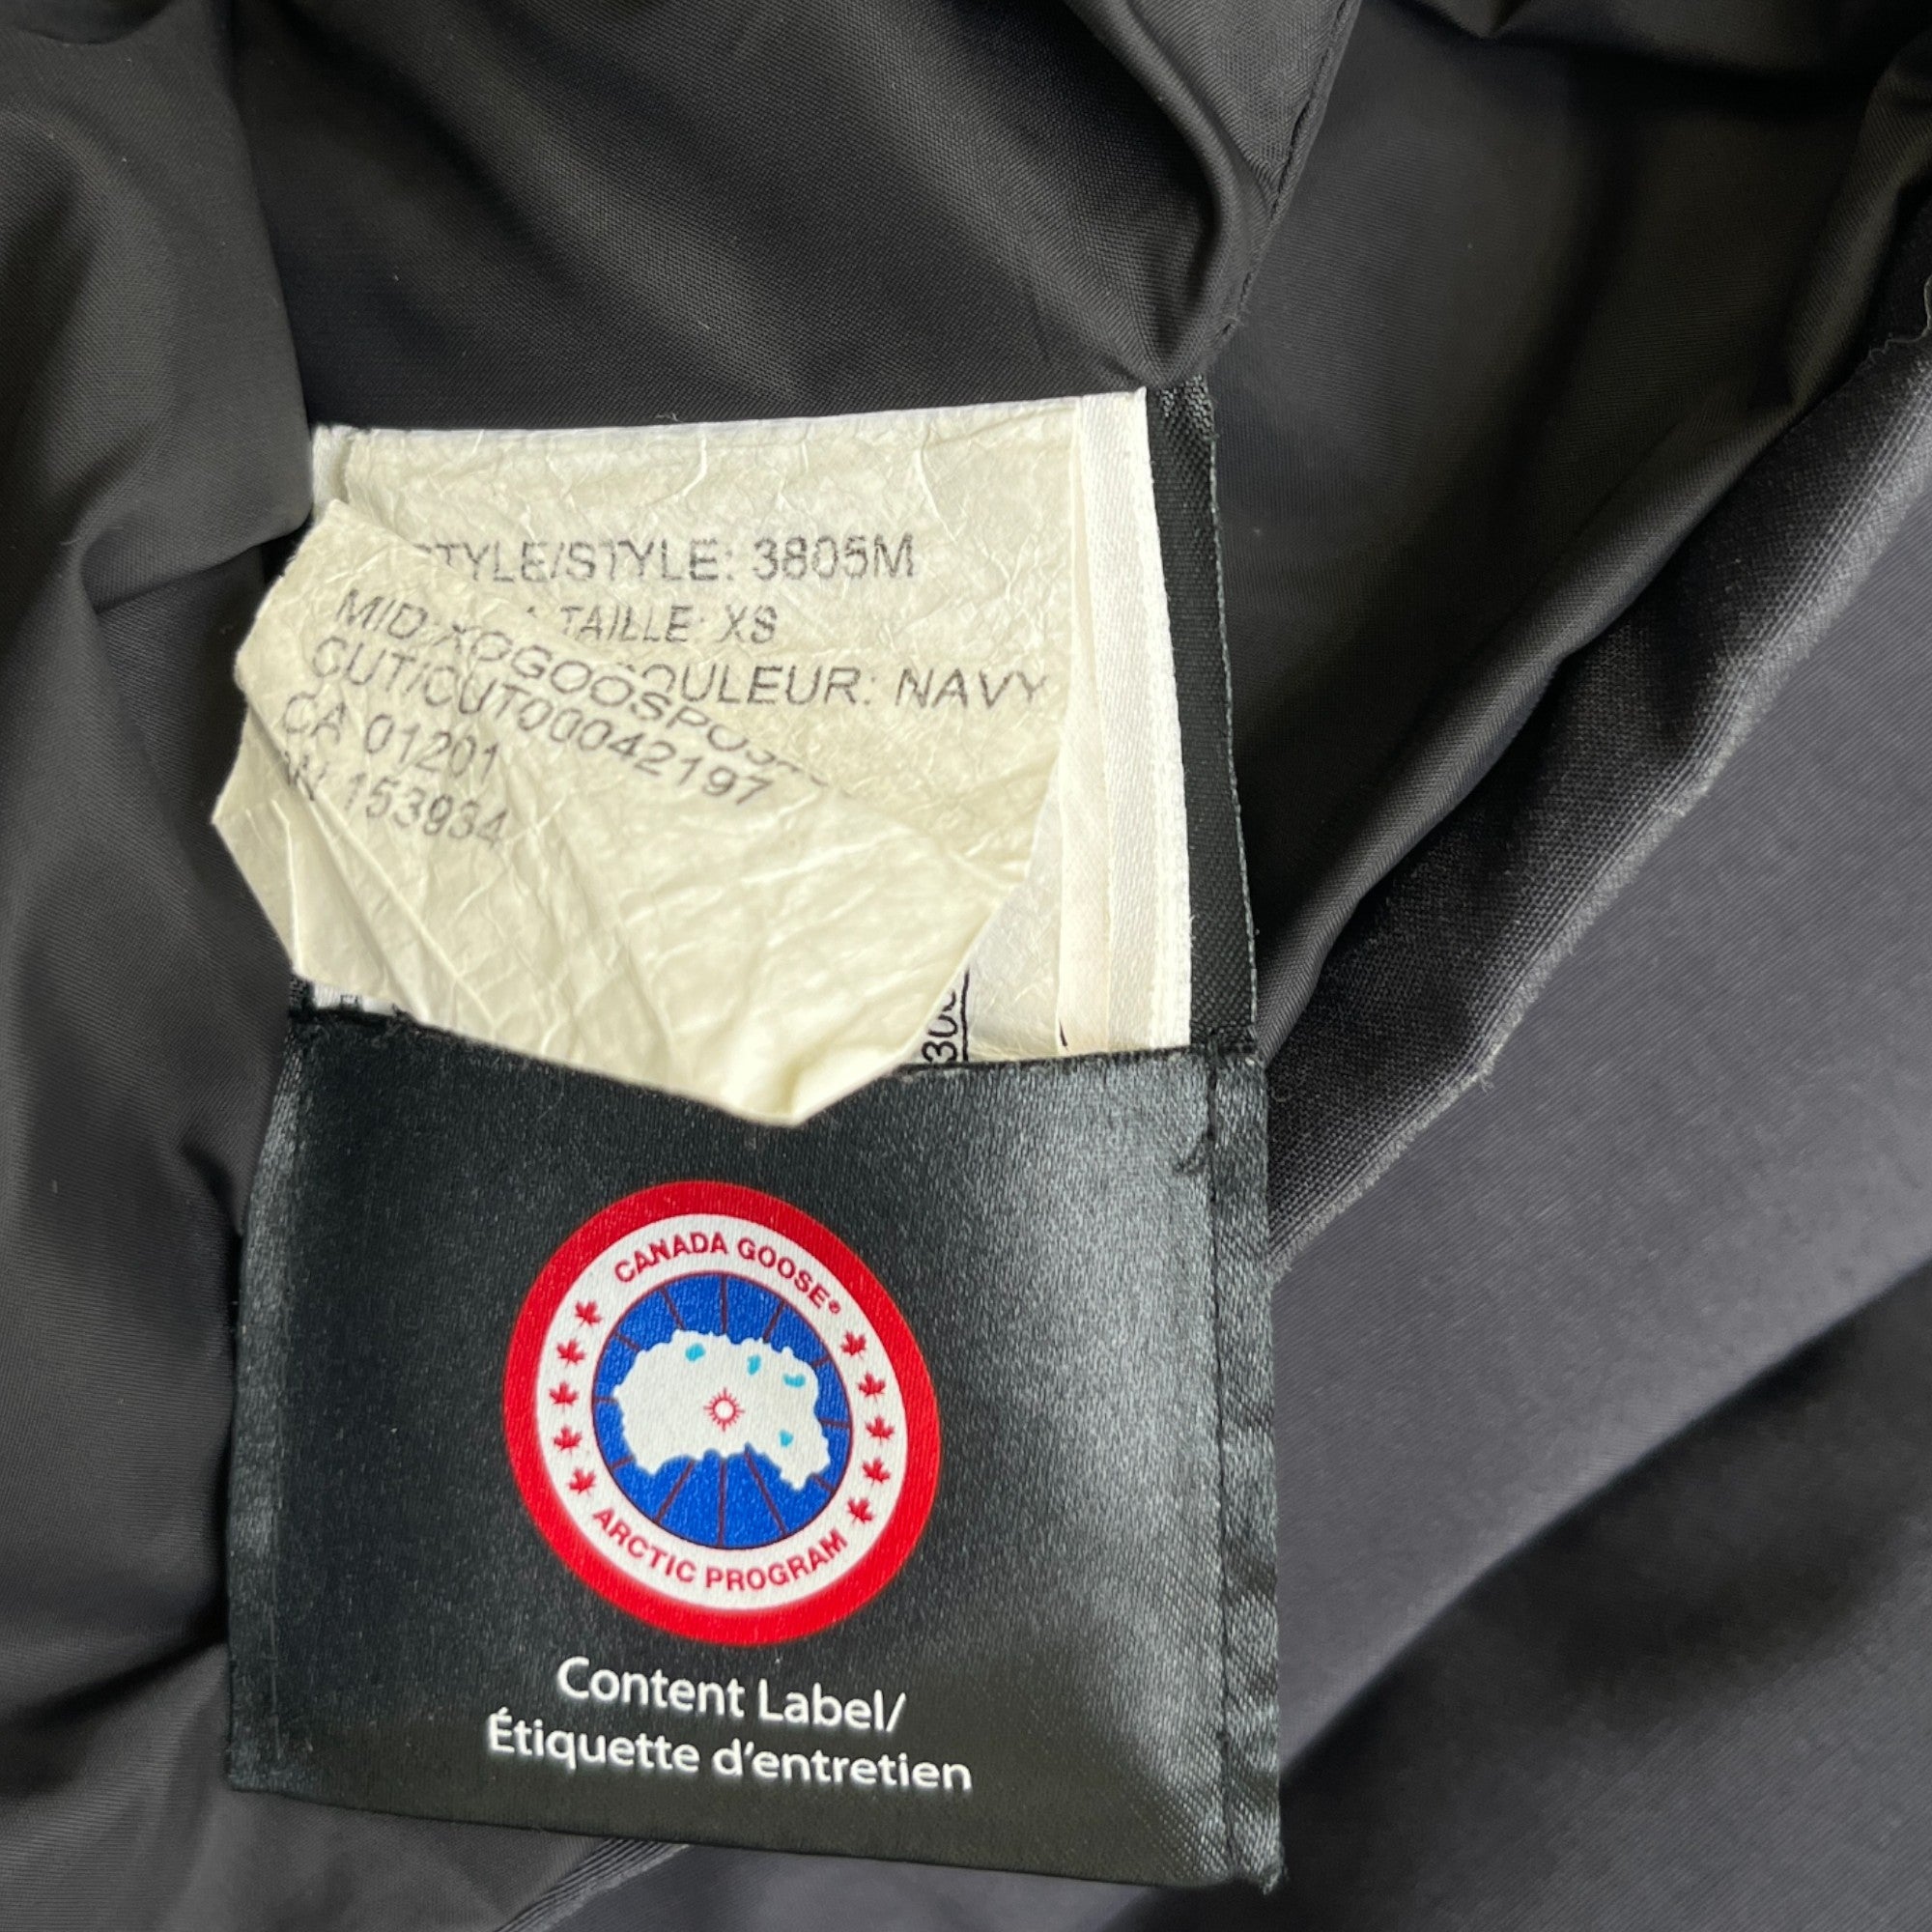 STYLE/STYLE: 3805M
TAILLE: XS
COULEUR: NAVY
CUT/CUT00042197
CA 01201
153934
300
CANADA GOOSE®
ARCTIC PROGRAM
Content Label/
Étiquette d'entretien